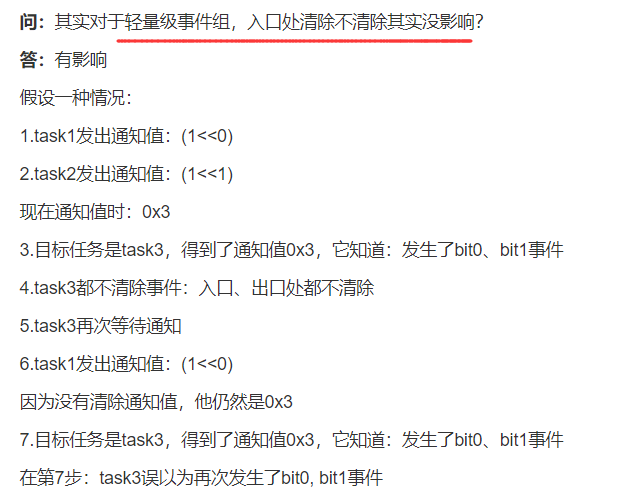 问：其实对于轻量级事件组，入口处清除不清除其实没影响？
答：有影响
假设一种情况：
1.task1发出通知值：(1<<0)
2.task2发出通知值：(1<<1)
现在通知值时：0x3
3.目标任务是task3，得到了通知值0x3，它知道：发生了bit0、bit1事件
4.task3都不清除事件：入口、出口处都不清除
5.task3再次等待通知
6.task1发出通知值：(1<<0)
因为没有清除通知值，他仍然是0x3
7.目标任务是task3，得到了通知值0x3，它知道：发生了bit0、bit1事件
在第7步：task3误以为再次发生了bit0, bit1事件